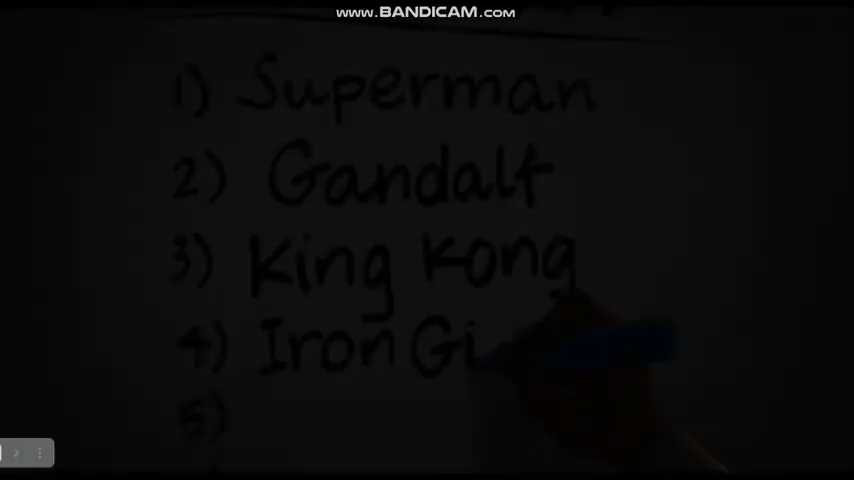 www.BANDICAM.com
1) Superman
2) Gandalf
3) King Kong
4) Iron Gi
5)